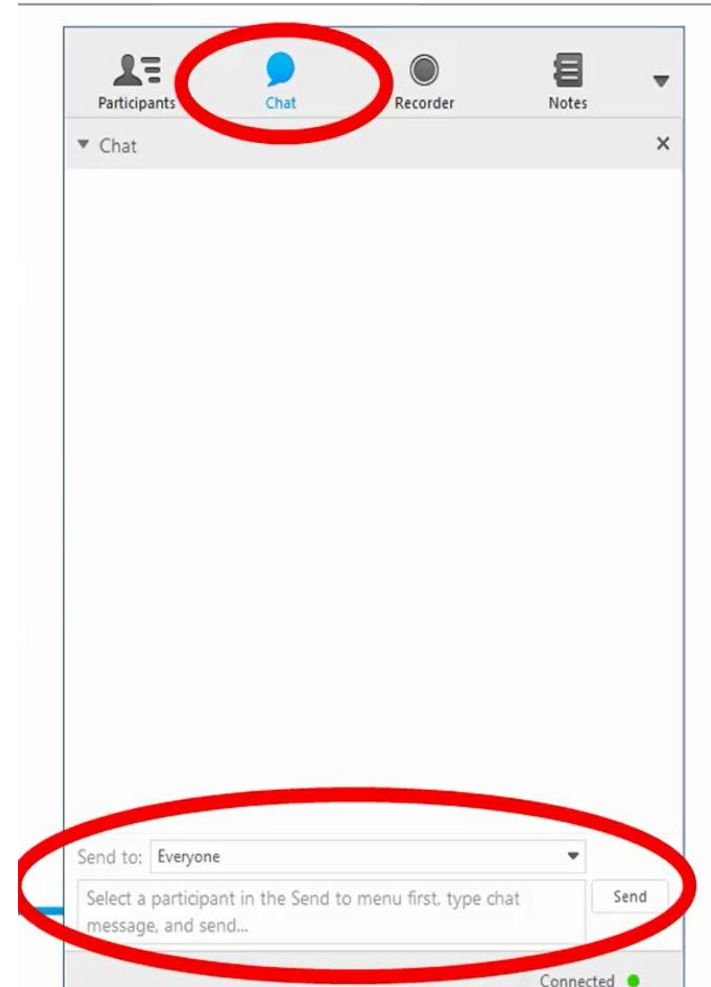 Participants Chat Recorder Notes
Chat
Send to: Everyone
Select a participant in the Send to menu first, type chat
message, and send...
Send
Connected